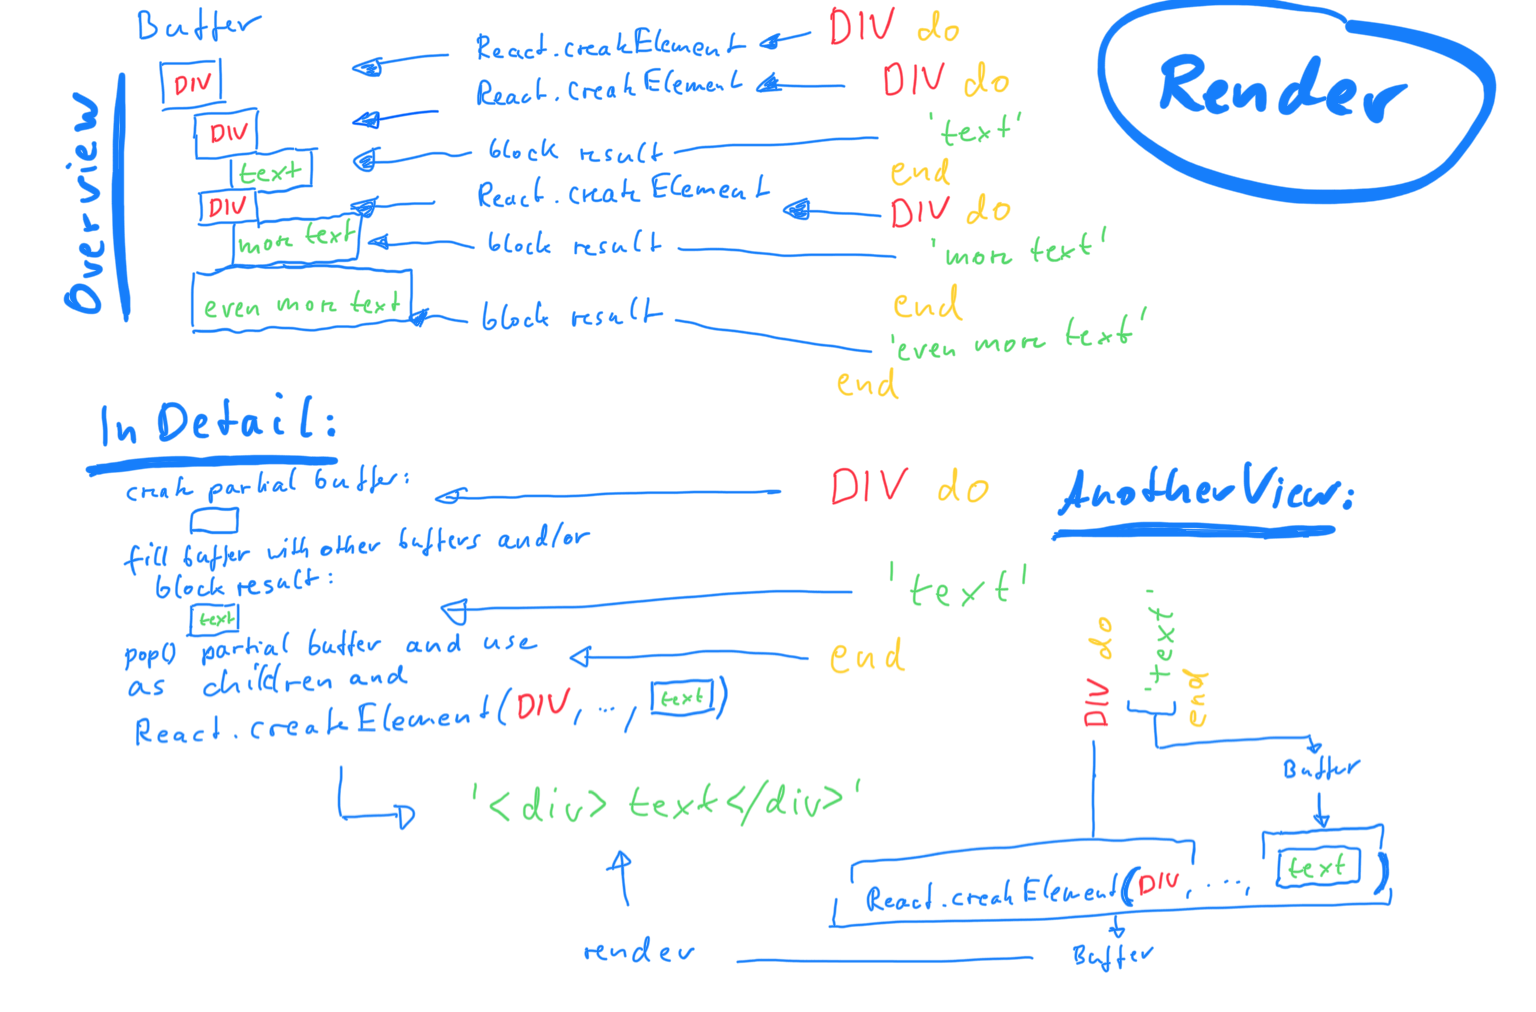 Render
Overview
Buffer
DIV
DIV
text
DIV
more text
even more text
React.createElement
React.createElement
block result
React.createElement
block result
block result
DIV do
DIV do
'text'
end
DIV do
'more text'
end
'even more text'
end
In Detail:
create partial buffer:
fill buffer with other buffers and/or
block result:
text
pop() partial buffer and use
as children and
React.createElement(DIV, ..., text)
DIV do
'text'
end
'<div>text</div>'
render
Another View:
DIV do
'text'
end
Buffer
React.createElement(DIV, ..., text)
Buffer